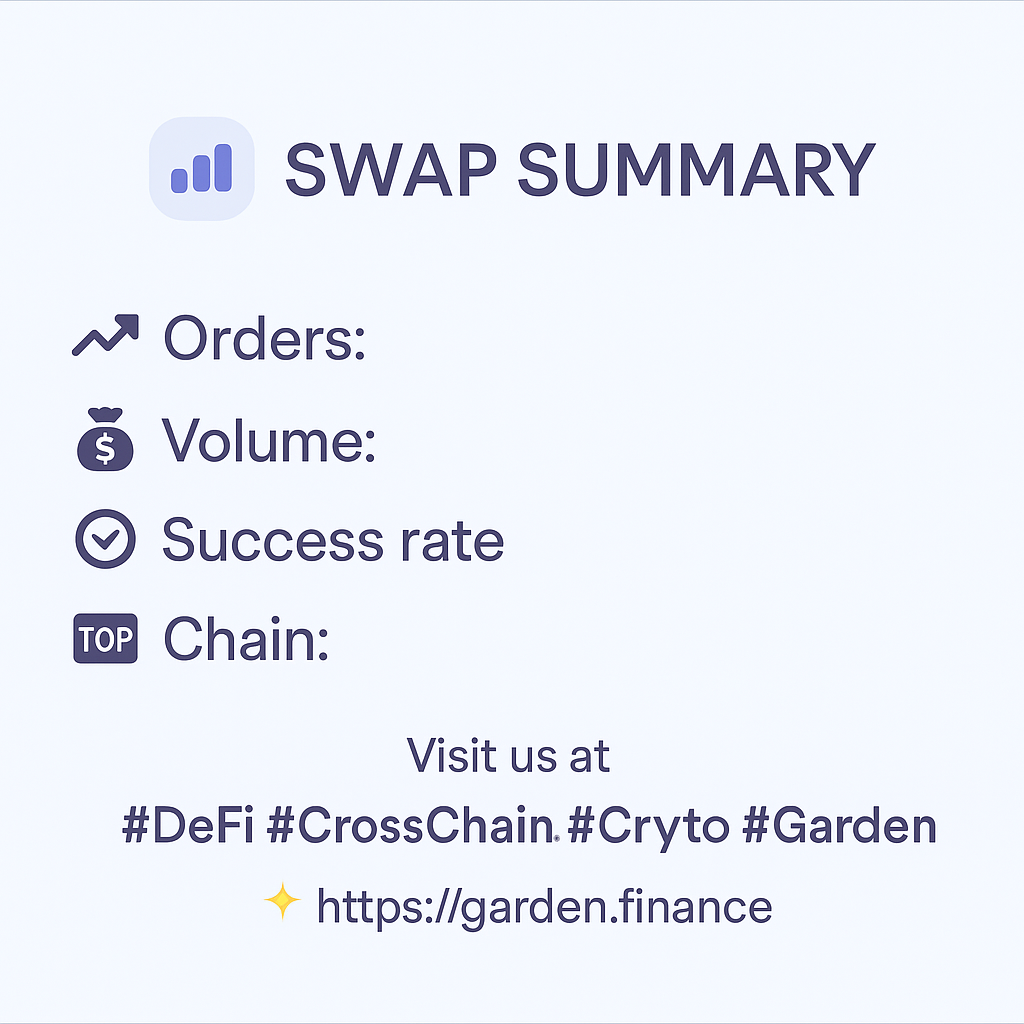 SWAP SUMMARY
Orders:
$ Volume:
Success rate
TOP Chain:
Visit us at
#DeFi #CrossChain #Cryto #Garden
https://garden.finance